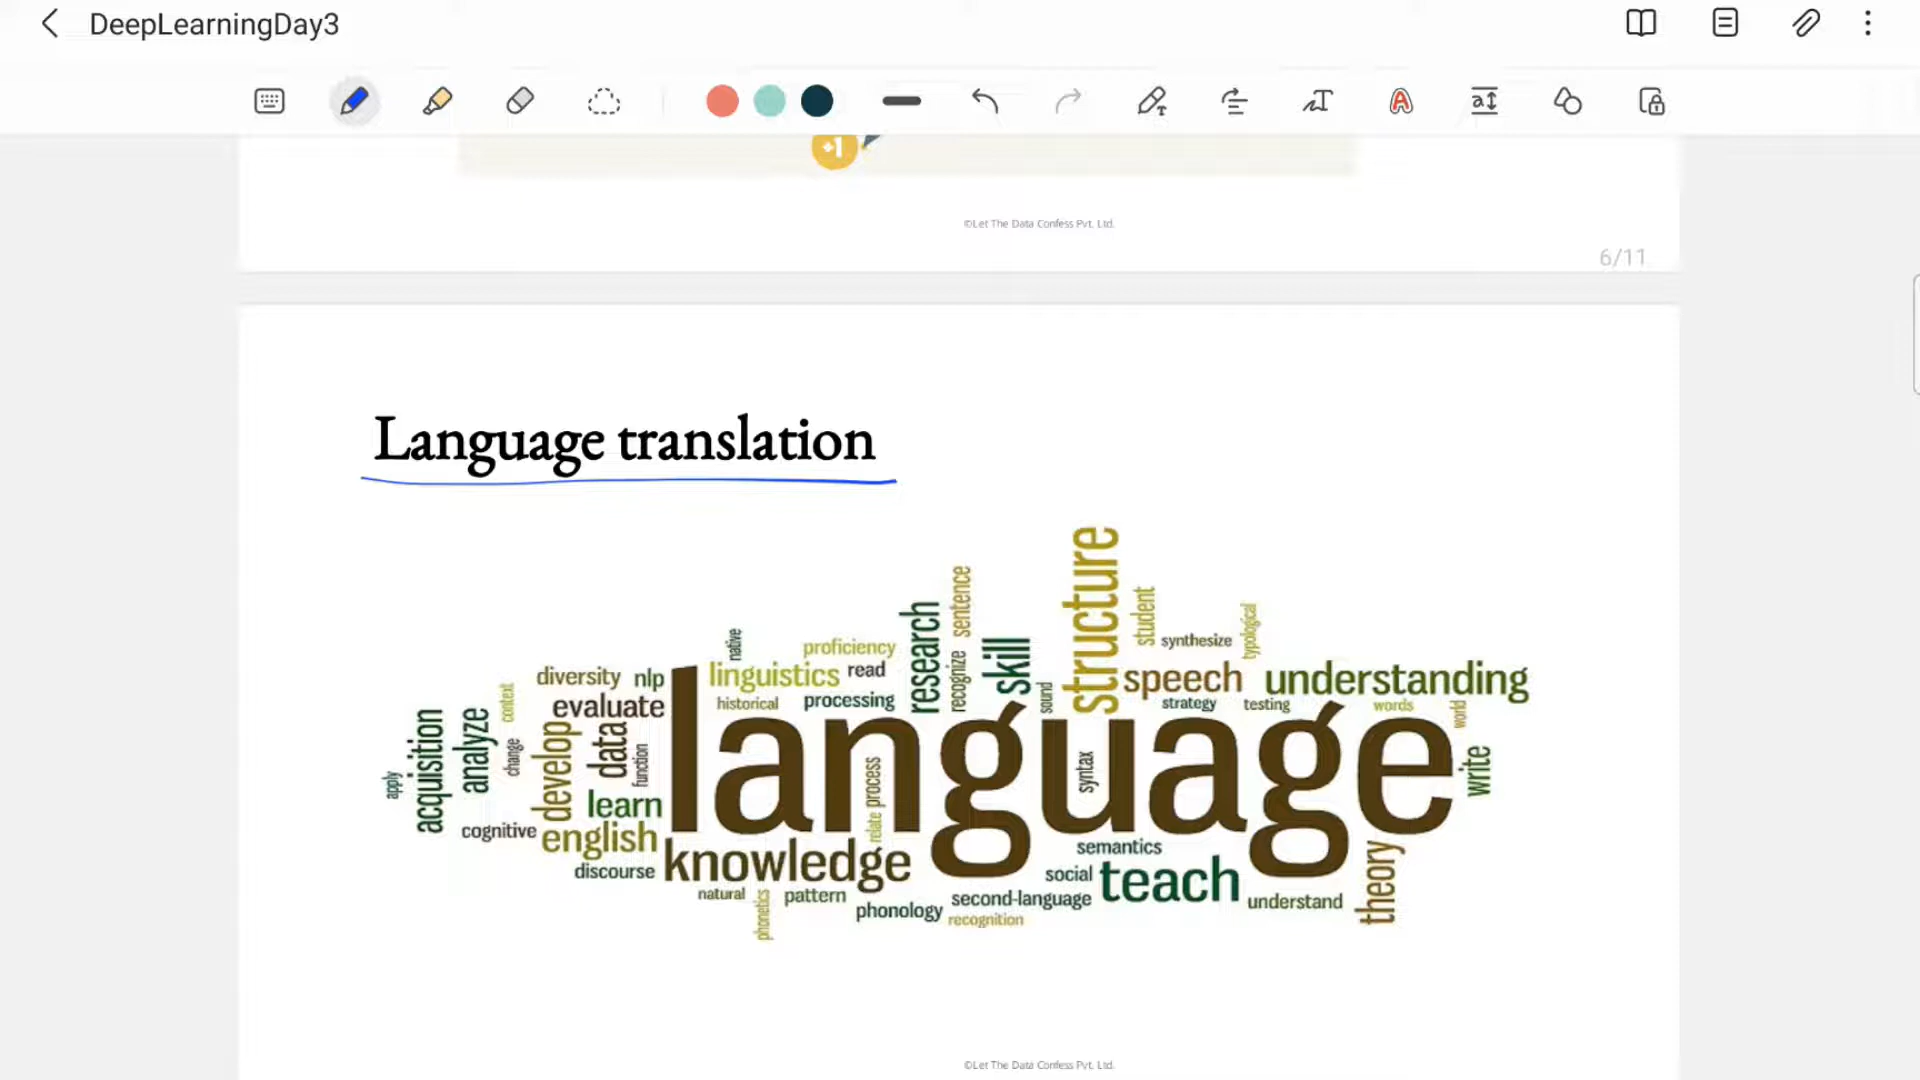 DeepLearningDay3
+1
©Let The Data Confess Pvt. Ltd.
6/11
Language translation
structure
sentence
student
research
native
typological
synthesize
proficiency
skill
recognize
linguistics
read
diversity
nlp
speech
understanding
context
sound
evaluate
historical
processing
strategy
testing
words
world
acquisition
analyze
change
develop
data
function
language
syntax
write
apply
learn
process
relate
cognitive
english
knowledge
semantics
theory
discourse
social
teach
natural
pattern
second-language
understand
phonetics
phonology
recognition
©Let The Data Confess Pvt. Ltd.